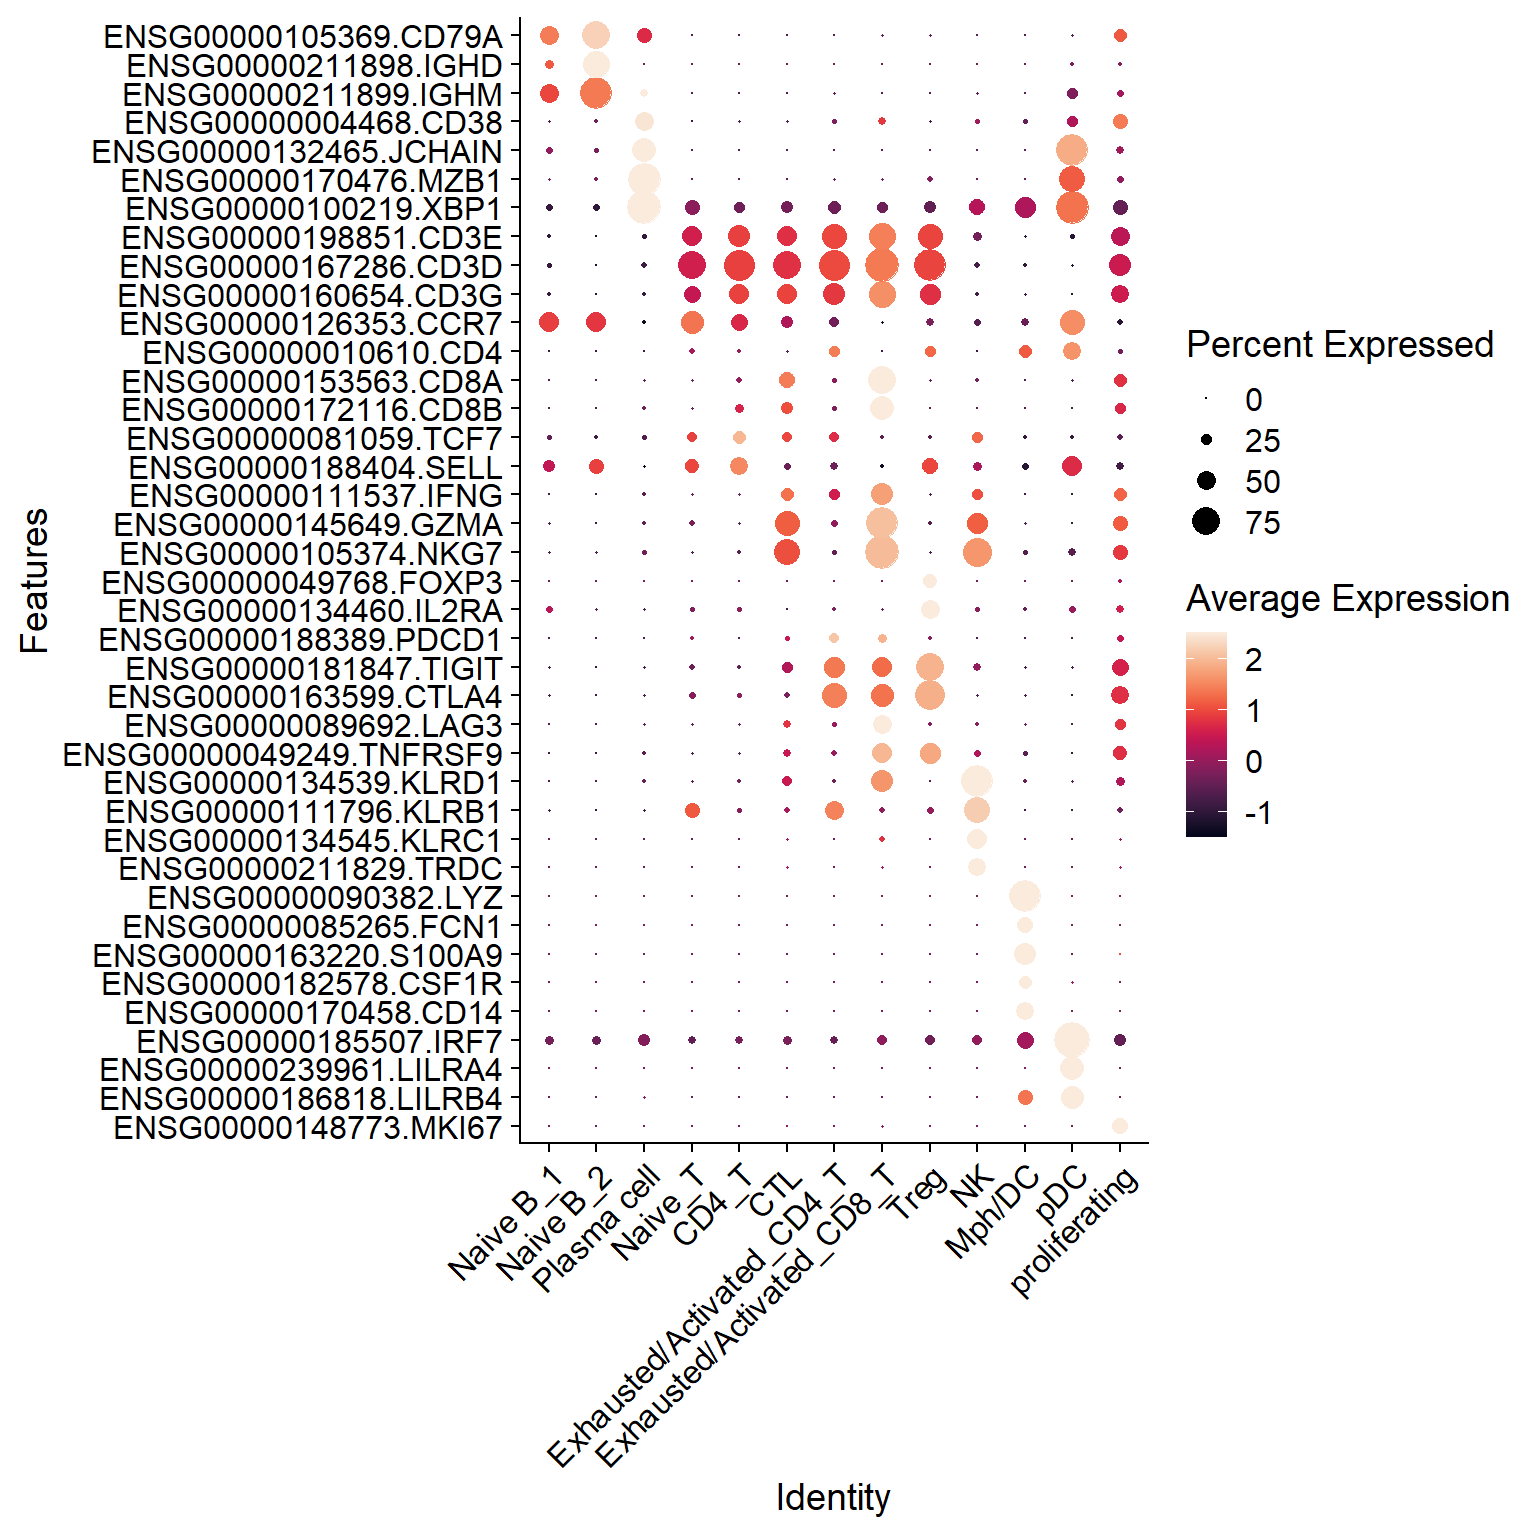 ENSG00000105369.CD79A
ENSG00000211898.IGHD
ENSG00000211899.IGHM
ENSG00000004468.CD38
ENSG00000132465.JCHAIN
ENSG00000170476.MZB1
ENSG00000100219.XBP1
ENSG00000198851.CD3E
ENSG00000167286.CD3D
ENSG00000160654.CD3G
ENSG00000126353.CCR7
ENSG00000010610.CD4
ENSG00000153563.CD8A
ENSG00000172116.CD8B
ENSG00000081059.TCF7
ENSG00000188404.SELL
ENSG00000111537.IFNG
ENSG00000145649.GZMA
ENSG00000105374.NKG7
ENSG00000049768.FOXP3
ENSG00000134460.IL2RA
ENSG00000188389.PDCD1
ENSG00000181847.TIGIT
ENSG00000163599.CTLA4
ENSG00000089692.LAG3
ENSG00000049249.TNFRSF9
ENSG00000134539.KLRD1
ENSG00000111796.KLRB1
ENSG00000134545.KLRC1
ENSG00000211829.TRDC
ENSG00000090382.LYZ
ENSG00000085265.FCN1
ENSG00000163220.S100A9
ENSG00000182578.CSF1R
ENSG00000170458.CD14
ENSG00000185507.IRF7
ENSG00000239961.LILRA4
ENSG00000186818.LILRB4
ENSG00000148773.MKI67
Features
Naive B_1
Naive B_2
Plasma cell
Naive_T
CD4_T
CTL
Exhausted/Activated_CD4_T
Exhausted/Activated_CD8_T
Treg
NK
Mph/DC
pDC
proliferating
Identity
Percent Expressed
0
25
50
75
Average Expression
2
1
0
-1